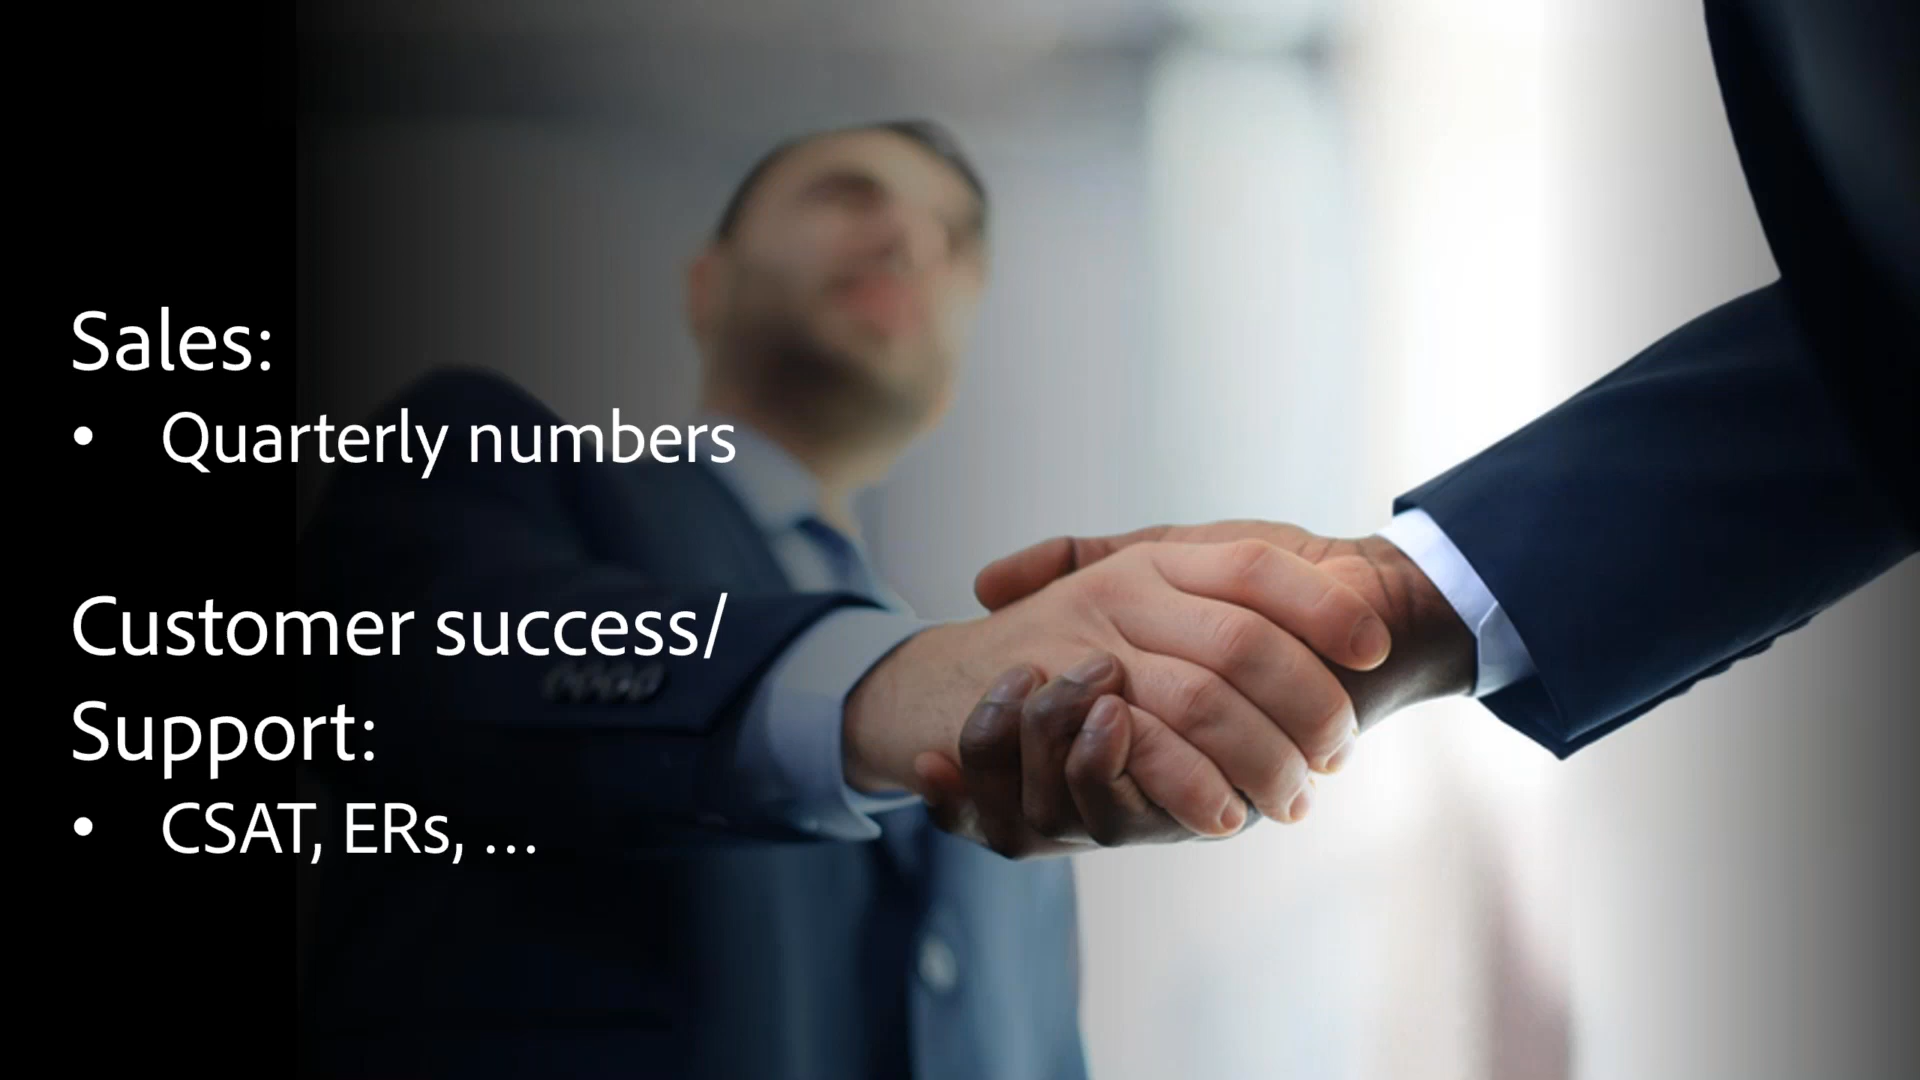 Sales:
• Quarterly numbers
Customer success/
Support:
• CSAT, ERs, ...